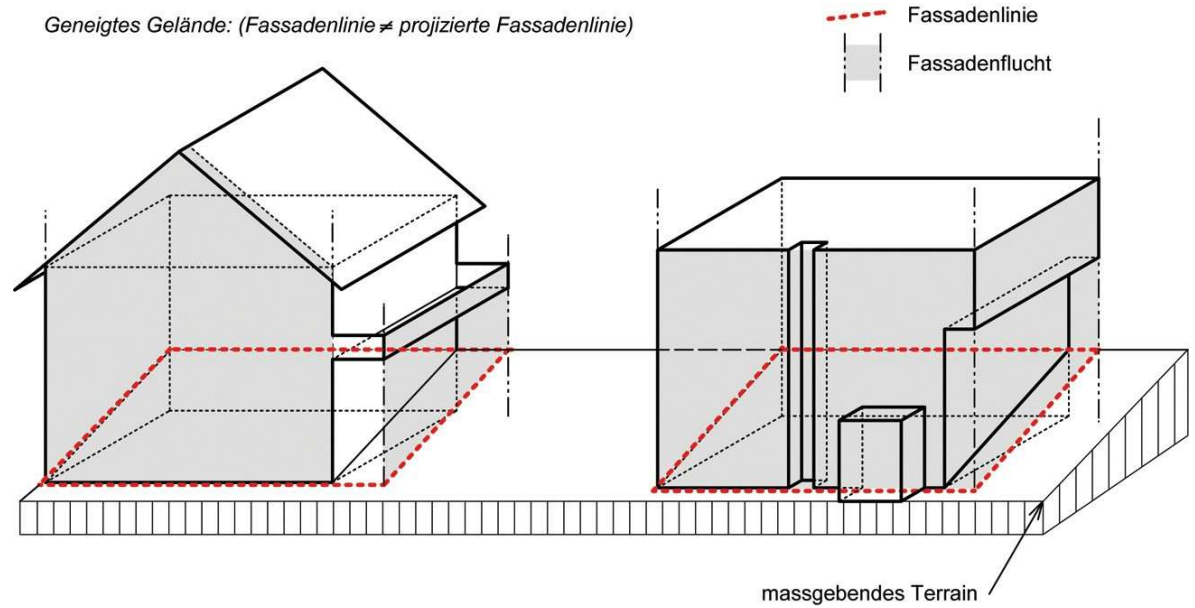 Geneigtes Gelände: (Fassadenlinie ≠ projizierte Fassadenlinie)
Fassadenlinie
Fassadenflucht
massgebendes Terrain